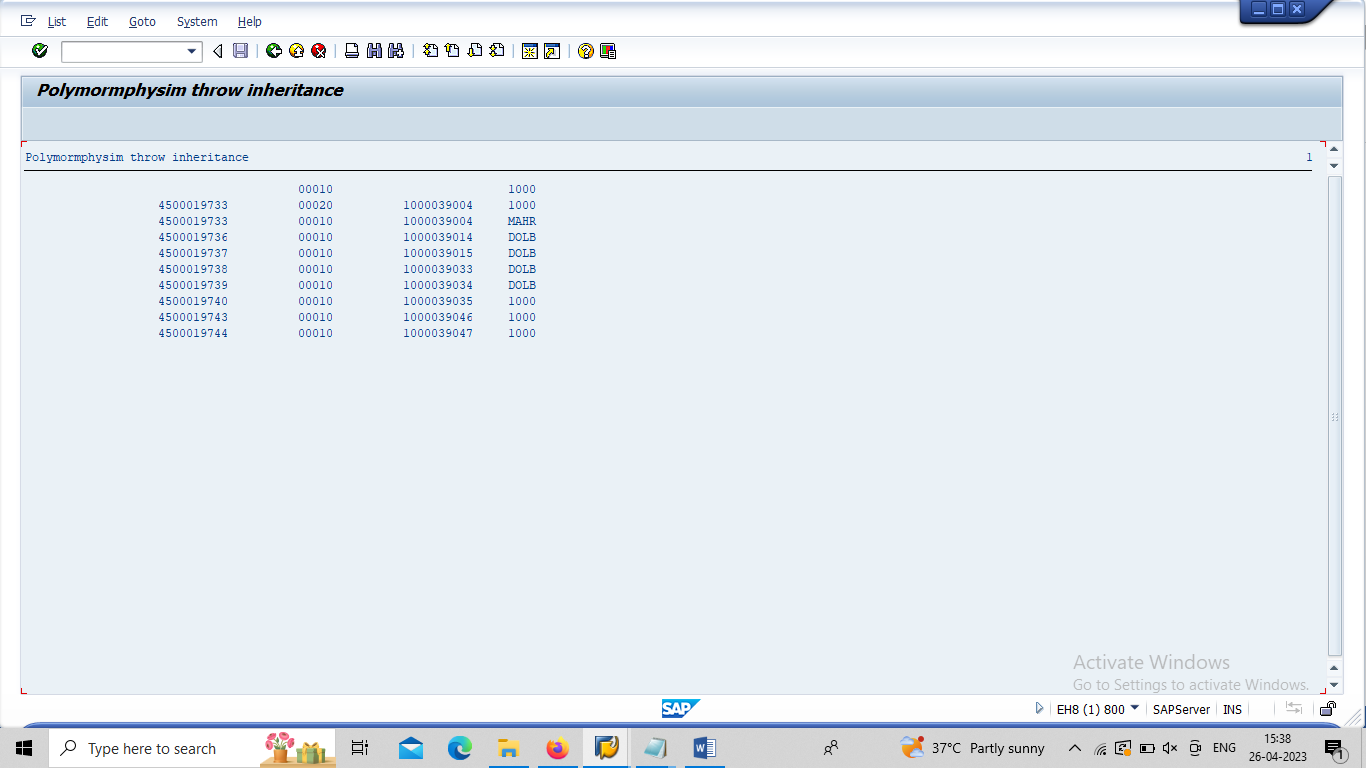 List Edit Goto System Help
Polymormphysim throw inheritance
Polymormphysim throw inheritance 1
00010 1000
4500019733 00020 1000039004 1000
4500019733 00010 1000039004 MAHR
4500019736 00010 1000039014 DOLB
4500019737 00010 1000039015 DOLB
4500019738 00010 1000039033 DOLB
4500019739 00010 1000039034 DOLB
4500019740 00010 1000039035 1000
4500019743 00010 1000039046 1000
4500019744 00010 1000039047 1000
Activate Windows
Go to Settings to activate Windows.
SAP EH8 (1) 800 SAPServer INS
Type here to search 37°C Partly sunny ENG 15:38
26-04-2023 1